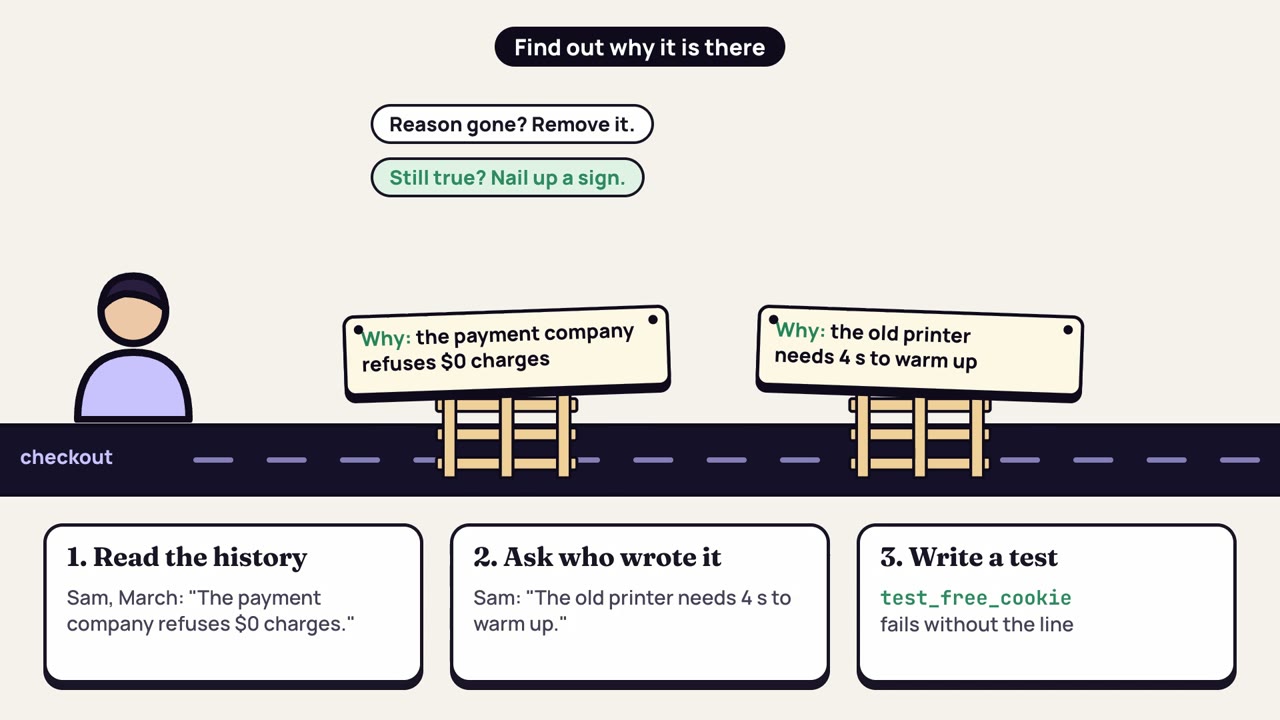 Find out why it is there
Reason gone? Remove it.
Still true? Nail up a sign.
Why: the payment company
refuses $0 charges
Why: the old printer
needs 4 s to warm up
checkout
1. Read the history
Sam, March: "The payment
company refuses $0 charges."
2. Ask who wrote it
Sam: "The old printer needs 4 s to
warm up."
3. Write a test
test_free_cookie
fails without the line